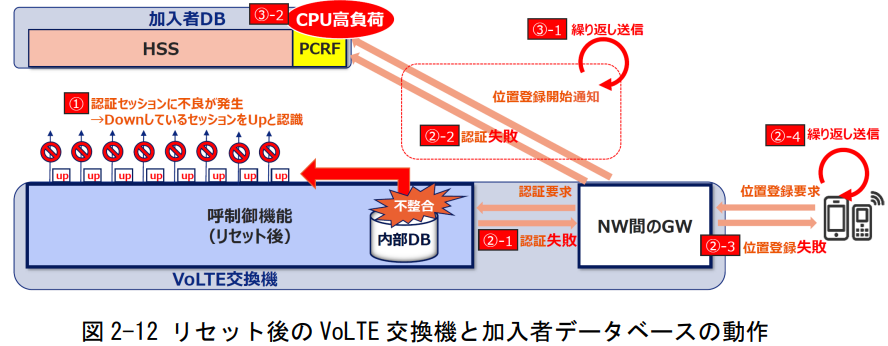 加入者DB
③-2 CPU高負荷
HSS
PCRF
③-1 繰り返し送信
位置登録開始通知
① 認証セッションに不良が発生
→DownしているセッションをUpと認識
②-2 認証失敗
②-4 繰り返し送信
up up up up up up up up
不整合
呼制御機能
(リセット後)
内部DB
認証要求
②-1 認証失敗
NW間のGW
位置登録要求
②-3 位置登録失敗
VoLTE交換機
図 2-12 リセット後の VoLTE 交換機と加入者データベースの動作